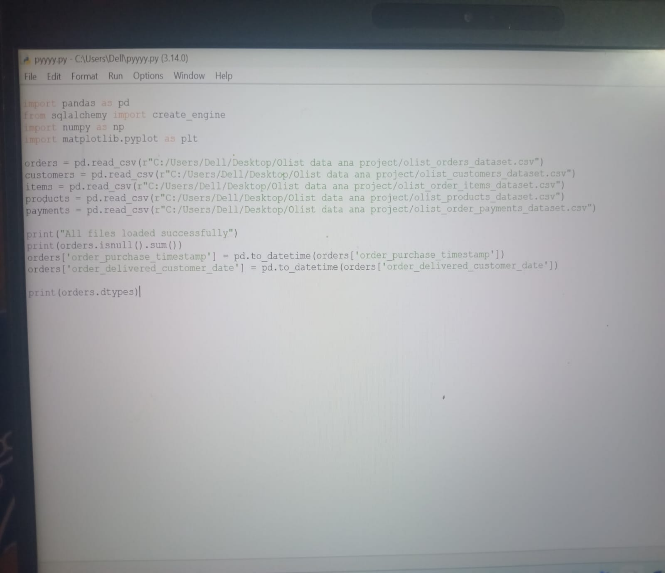 pyyyy.py - C:\Users\Dell\pyyyy.py (3.14.0)
File Edit Format Run Options Window Help
import pandas as pd
from sqlalchemy import create_engine
import numpy as np
import matplotlib.pyplot as plt
orders = pd.read_csv(r"C:/Users/Dell/Desktop/Olist data ana project/olist_orders_dataset.csv")
customers = pd.read_csv(r"C:/Users/Dell/Desktop/Olist data ana project/olist_customers_dataset.csv")
items = pd.read_csv(r"C:/Users/Dell/Desktop/Olist data ana project/olist_order_items_dataset.csv")
products = pd.read_csv(r"C:/Users/Dell/Desktop/Olist data ana project/olist_products_dataset.csv")
payments = pd.read_csv(r"C:/Users/Dell/Desktop/Olist data ana project/olist_order_payments_dataset.csv")
print("All files loaded successfully")
print(orders.isnull().sum())
orders['order_purchase_timestamp'] = pd.to_datetime(orders['order_purchase_timestamp'])
orders['order_delivered_customer_date'] = pd.to_datetime(orders['order_delivered_customer_date'])
print(orders.dtypes)